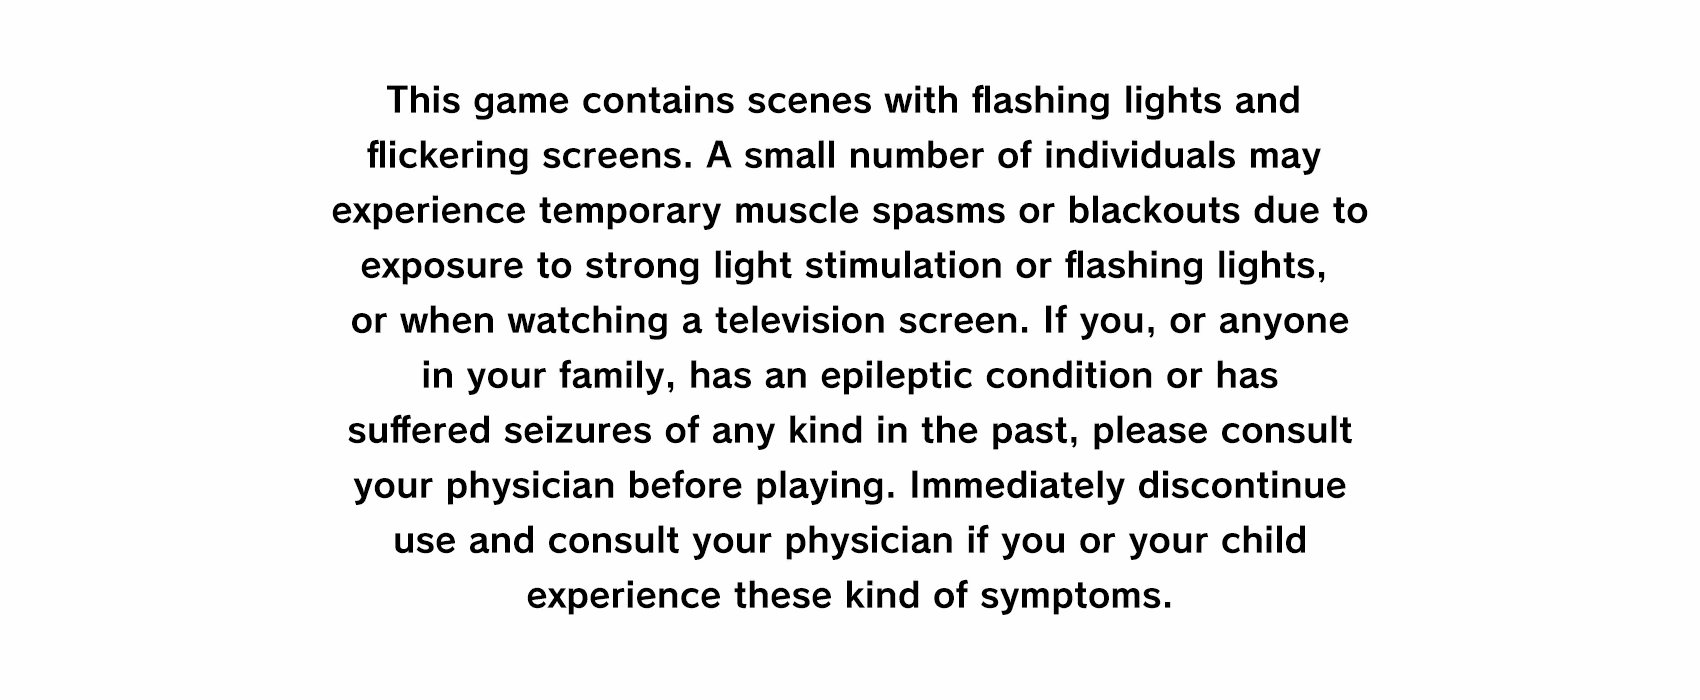 This game contains scenes with flashing lights and
flickering screens. A small number of individuals may
experience temporary muscle spasms or blackouts due to
exposure to strong light stimulation or flashing lights,
or when watching a television screen. If you, or anyone
in your family, has an epileptic condition or has
suffered seizures of any kind in the past, please consult
your physician before playing. Immediately discontinue
use and consult your physician if you or your child
experience these kind of symptoms.